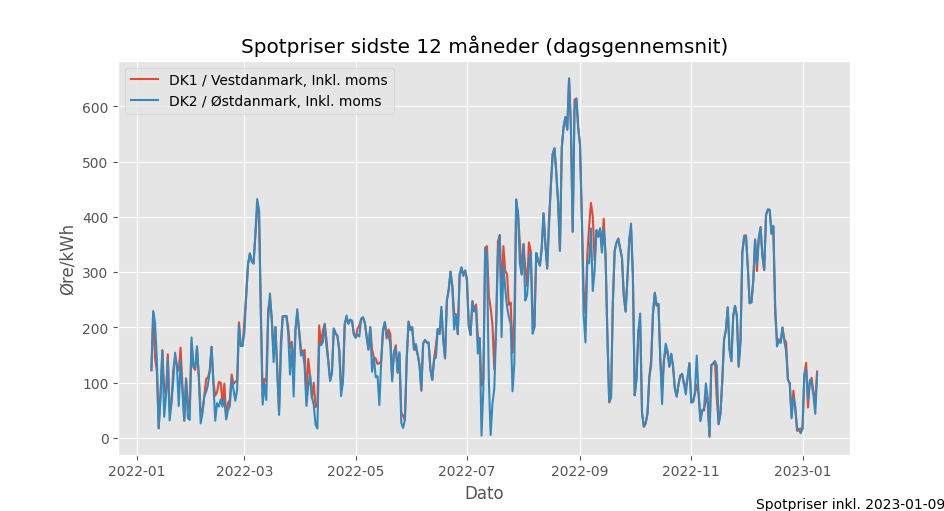 Spotpriser sidste 12 måneder (dagsgennemsnit)
DK1 / Vestdanmark, Inkl. moms
DK2 / Østdanmark, Inkl. moms
600
500
400
300
200
100
0
Øre/kWh
2022-01 2022-03 2022-05 2022-07 2022-09 2022-11 2023-01
Dato
Spotpriser inkl. 2023-01-09